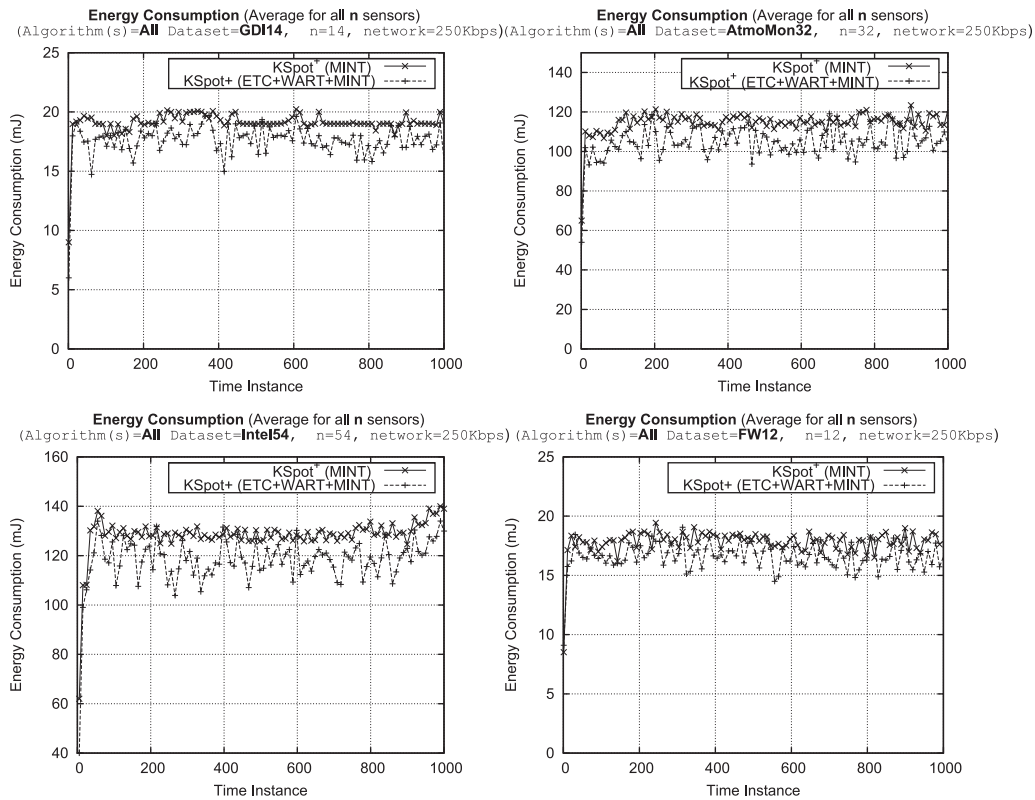 Energy Consumption (Average for all n sensors)
(Algorithm(s)=All Dataset=GDI14, n=14, network=250Kbps)
KSpot+ (MINT)
KSpot+ (ETC+WART+MINT)
Energy Consumption (mJ)
25
20
15
10
5
0
0 200 400 600 800 1000
Time Instance
Energy Consumption (Average for all n sensors)
(Algorithm(s)=All Dataset=AtmoMon32, n=32, network=250Kbps)
KSpot+ (MINT)
KSpot+ (ETC+WART+MINT)
Energy Consumption (mJ)
140
120
100
80
60
40
20
0
0 200 400 600 800 1000
Time Instance
Energy Consumption (Average for all n sensors)
(Algorithm(s)=All Dataset=Intel54, n=54, network=250Kbps)
KSpot+ (MINT)
KSpot+ (ETC+WART+MINT)
Energy Consumption (mJ)
160
140
120
100
80
60
40
0 200 400 600 800 1000
Time Instance
Energy Consumption (Average for all n sensors)
(Algorithm(s)=All Dataset=FW12, n=12, network=250Kbps)
KSpot+ (MINT)
KSpot+ (ETC+WART+MINT)
Energy Consumption (mJ)
25
20
15
10
5
0
0 200 400 600 800 1000
Time Instance